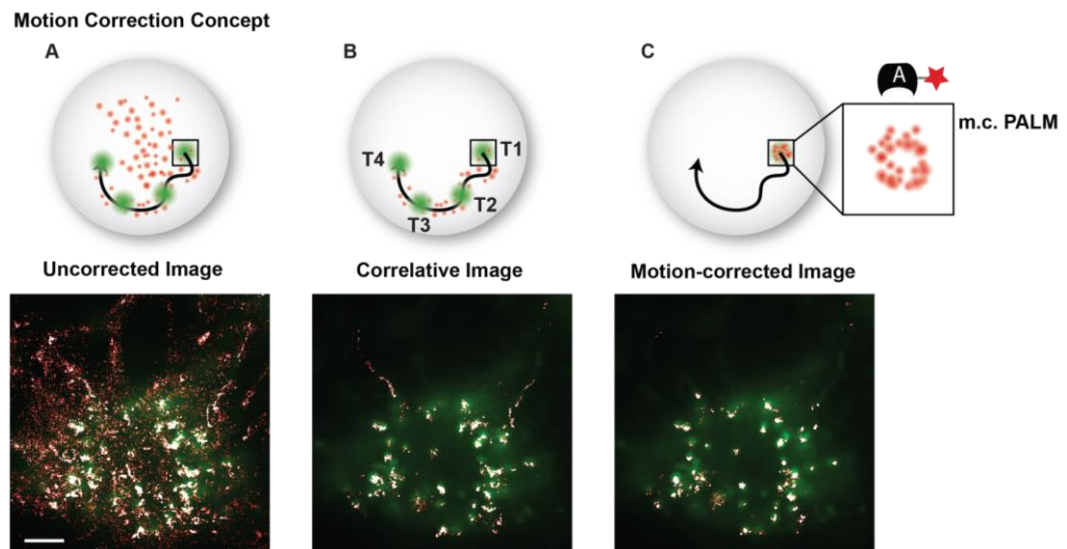 Motion Correction Concept
A
B
C
A
m.c. PALM
T4
T1
T2
T3
Uncorrected Image
Correlative Image
Motion-corrected Image